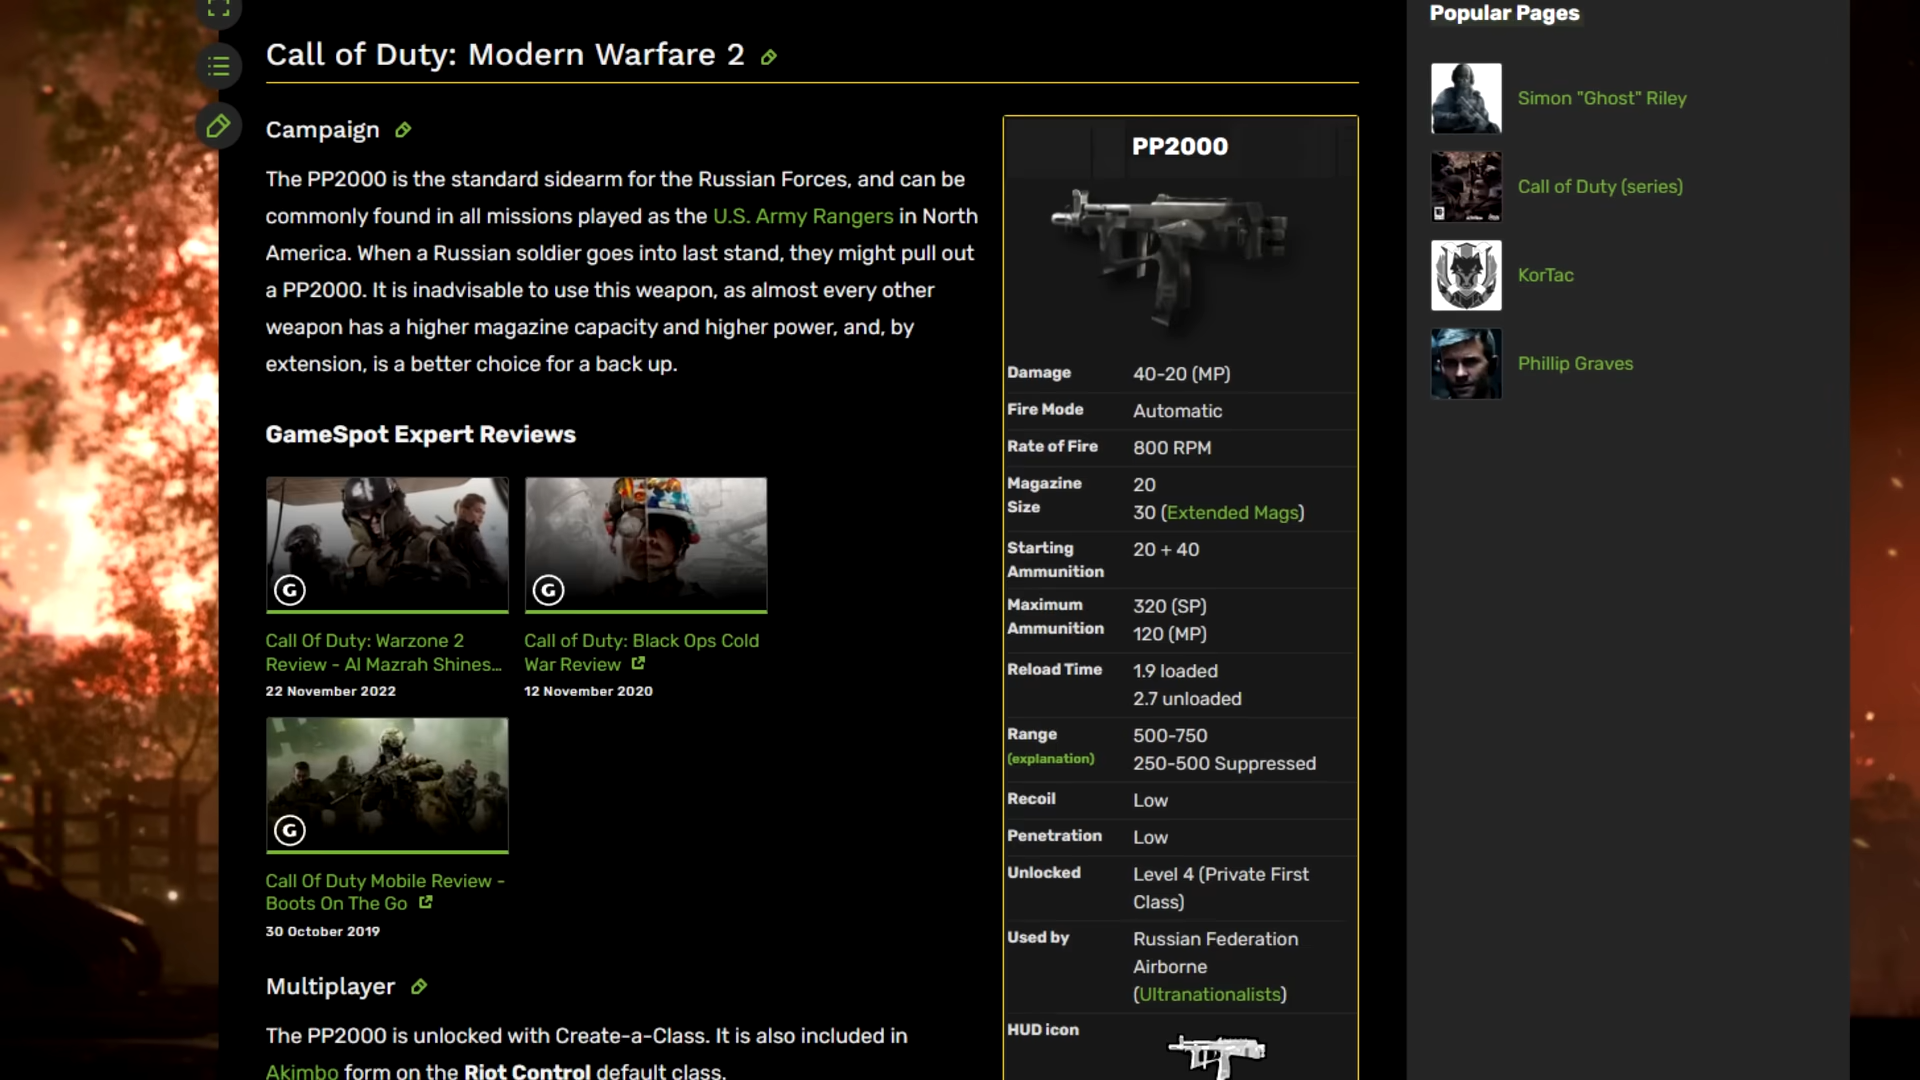 Call of Duty: Modern Warfare 2
Campaign
The PP2000 is the standard sidearm for the Russian Forces, and can be
commonly found in all missions played as the U.S. Army Rangers in North
America. When a Russian soldier goes into last stand, they might pull out
a PP2000. It is inadvisable to use this weapon, as almost every other
weapon has a higher magazine capacity and higher power, and, by
extension, is a better choice for a back up.
GameSpot Expert Reviews
G
G
Call Of Duty: Warzone 2
Review - Al Mazrah Shines...
22 November 2022
Call of Duty: Black Ops Cold
War Review
12 November 2020
G
Call Of Duty Mobile Review -
Boots On The Go
30 October 2019
Multiplayer
The PP2000 is unlocked with Create-a-Class. It is also included in
Akimbo form on the Riot Control default class.
PP2000
Damage 40-20 (MP)
Fire Mode Automatic
Rate of Fire 800 RPM
Magazine Size 20
30 (Extended Mags)
Starting Ammunition 20 + 40
Maximum Ammunition 320 (SP)
120 (MP)
Reload Time 1.9 loaded
2.7 unloaded
Range 500-750
(explanation) 250-500 Suppressed
Recoil Low
Penetration Low
Unlocked Level 4 (Private First
Class)
Used by Russian Federation
Airborne
(Ultranationalists)
HUD icon
Popular Pages
Simon "Ghost" Riley
Call of Duty (series)
KorTac
Phillip Graves